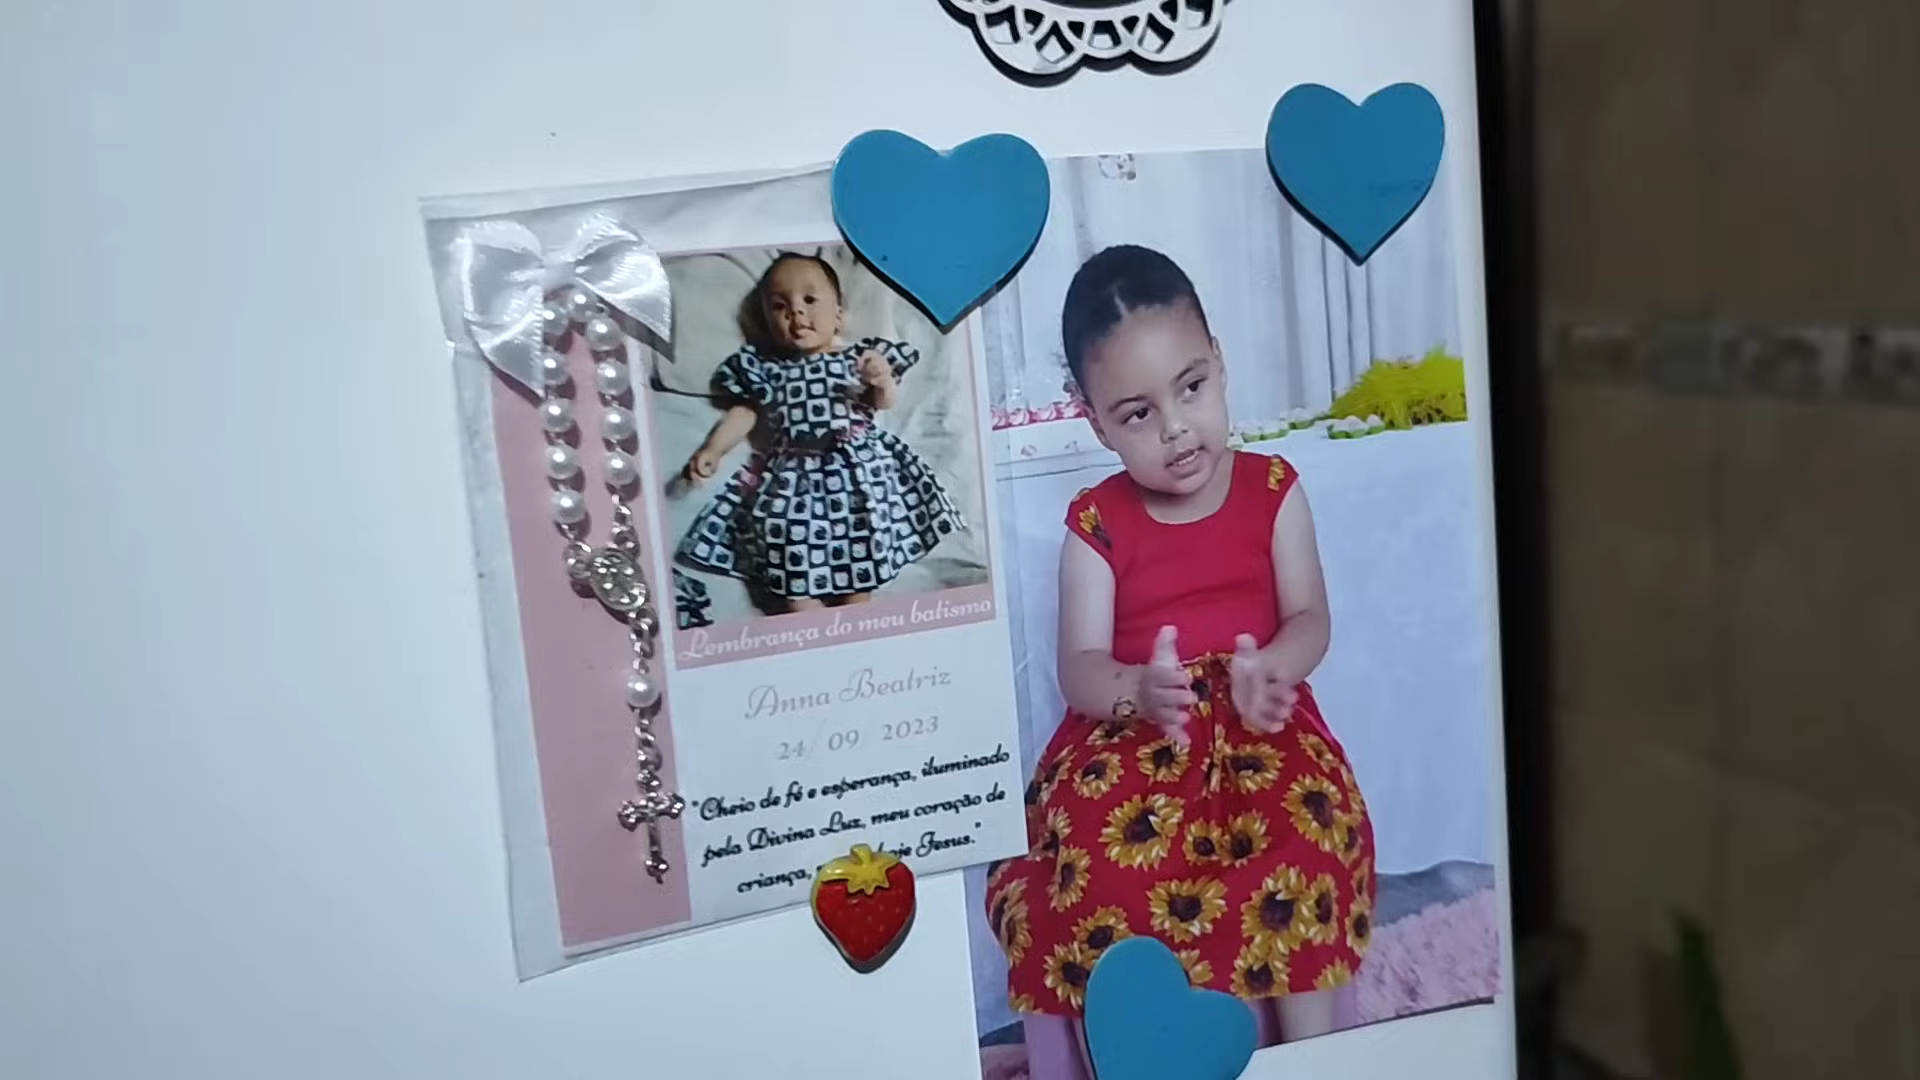 Lembrança do meu batismo
Anna Beatriz
24/ 09/ 2023
"Cheio de fé e esperança, iluminado
pela Divina Luz, meu coração de
criança, hoje Jesus."